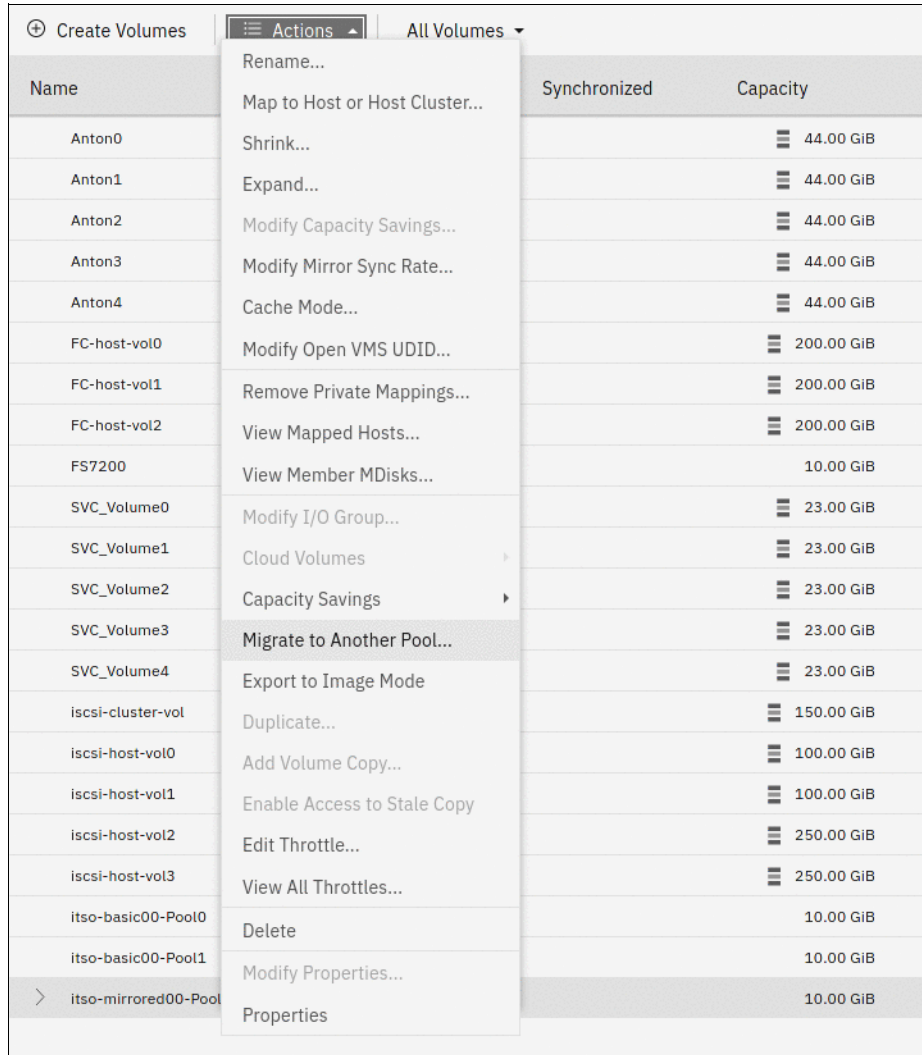 Create Volumes Actions All Volumes
Name Synchronized Capacity
Rename...
Map to Host or Host Cluster...
Shrink...
Expand...
Modify Capacity Savings...
Modify Mirror Sync Rate...
Cache Mode...
Modify Open VMS UDID...
Remove Private Mappings...
View Mapped Hosts...
View Member MDisks...
Modify I/O Group...
Cloud Volumes
Capacity Savings
Migrate to Another Pool...
Export to Image Mode
Duplicate...
Add Volume Copy...
Enable Access to Stale Copy
Edit Throttle...
View All Throttles...
Delete
Modify Properties...
Properties
Anton0 44.00 GiB
Anton1 44.00 GiB
Anton2 44.00 GiB
Anton3 44.00 GiB
Anton4 44.00 GiB
FC-host-vol0 200.00 GiB
FC-host-vol1 200.00 GiB
FC-host-vol2 200.00 GiB
FS7200 10.00 GiB
SVC_Volume0 23.00 GiB
SVC_Volume1 23.00 GiB
SVC_Volume2 23.00 GiB
SVC_Volume3 23.00 GiB
SVC_Volume4 23.00 GiB
iscsi-cluster-vol 150.00 GiB
iscsi-host-vol0 100.00 GiB
iscsi-host-vol1 100.00 GiB
iscsi-host-vol2 250.00 GiB
iscsi-host-vol3 250.00 GiB
itso-basic00-Pool0 10.00 GiB
itso-basic00-Pool1 10.00 GiB
itso-mirrored00-Pool 10.00 GiB